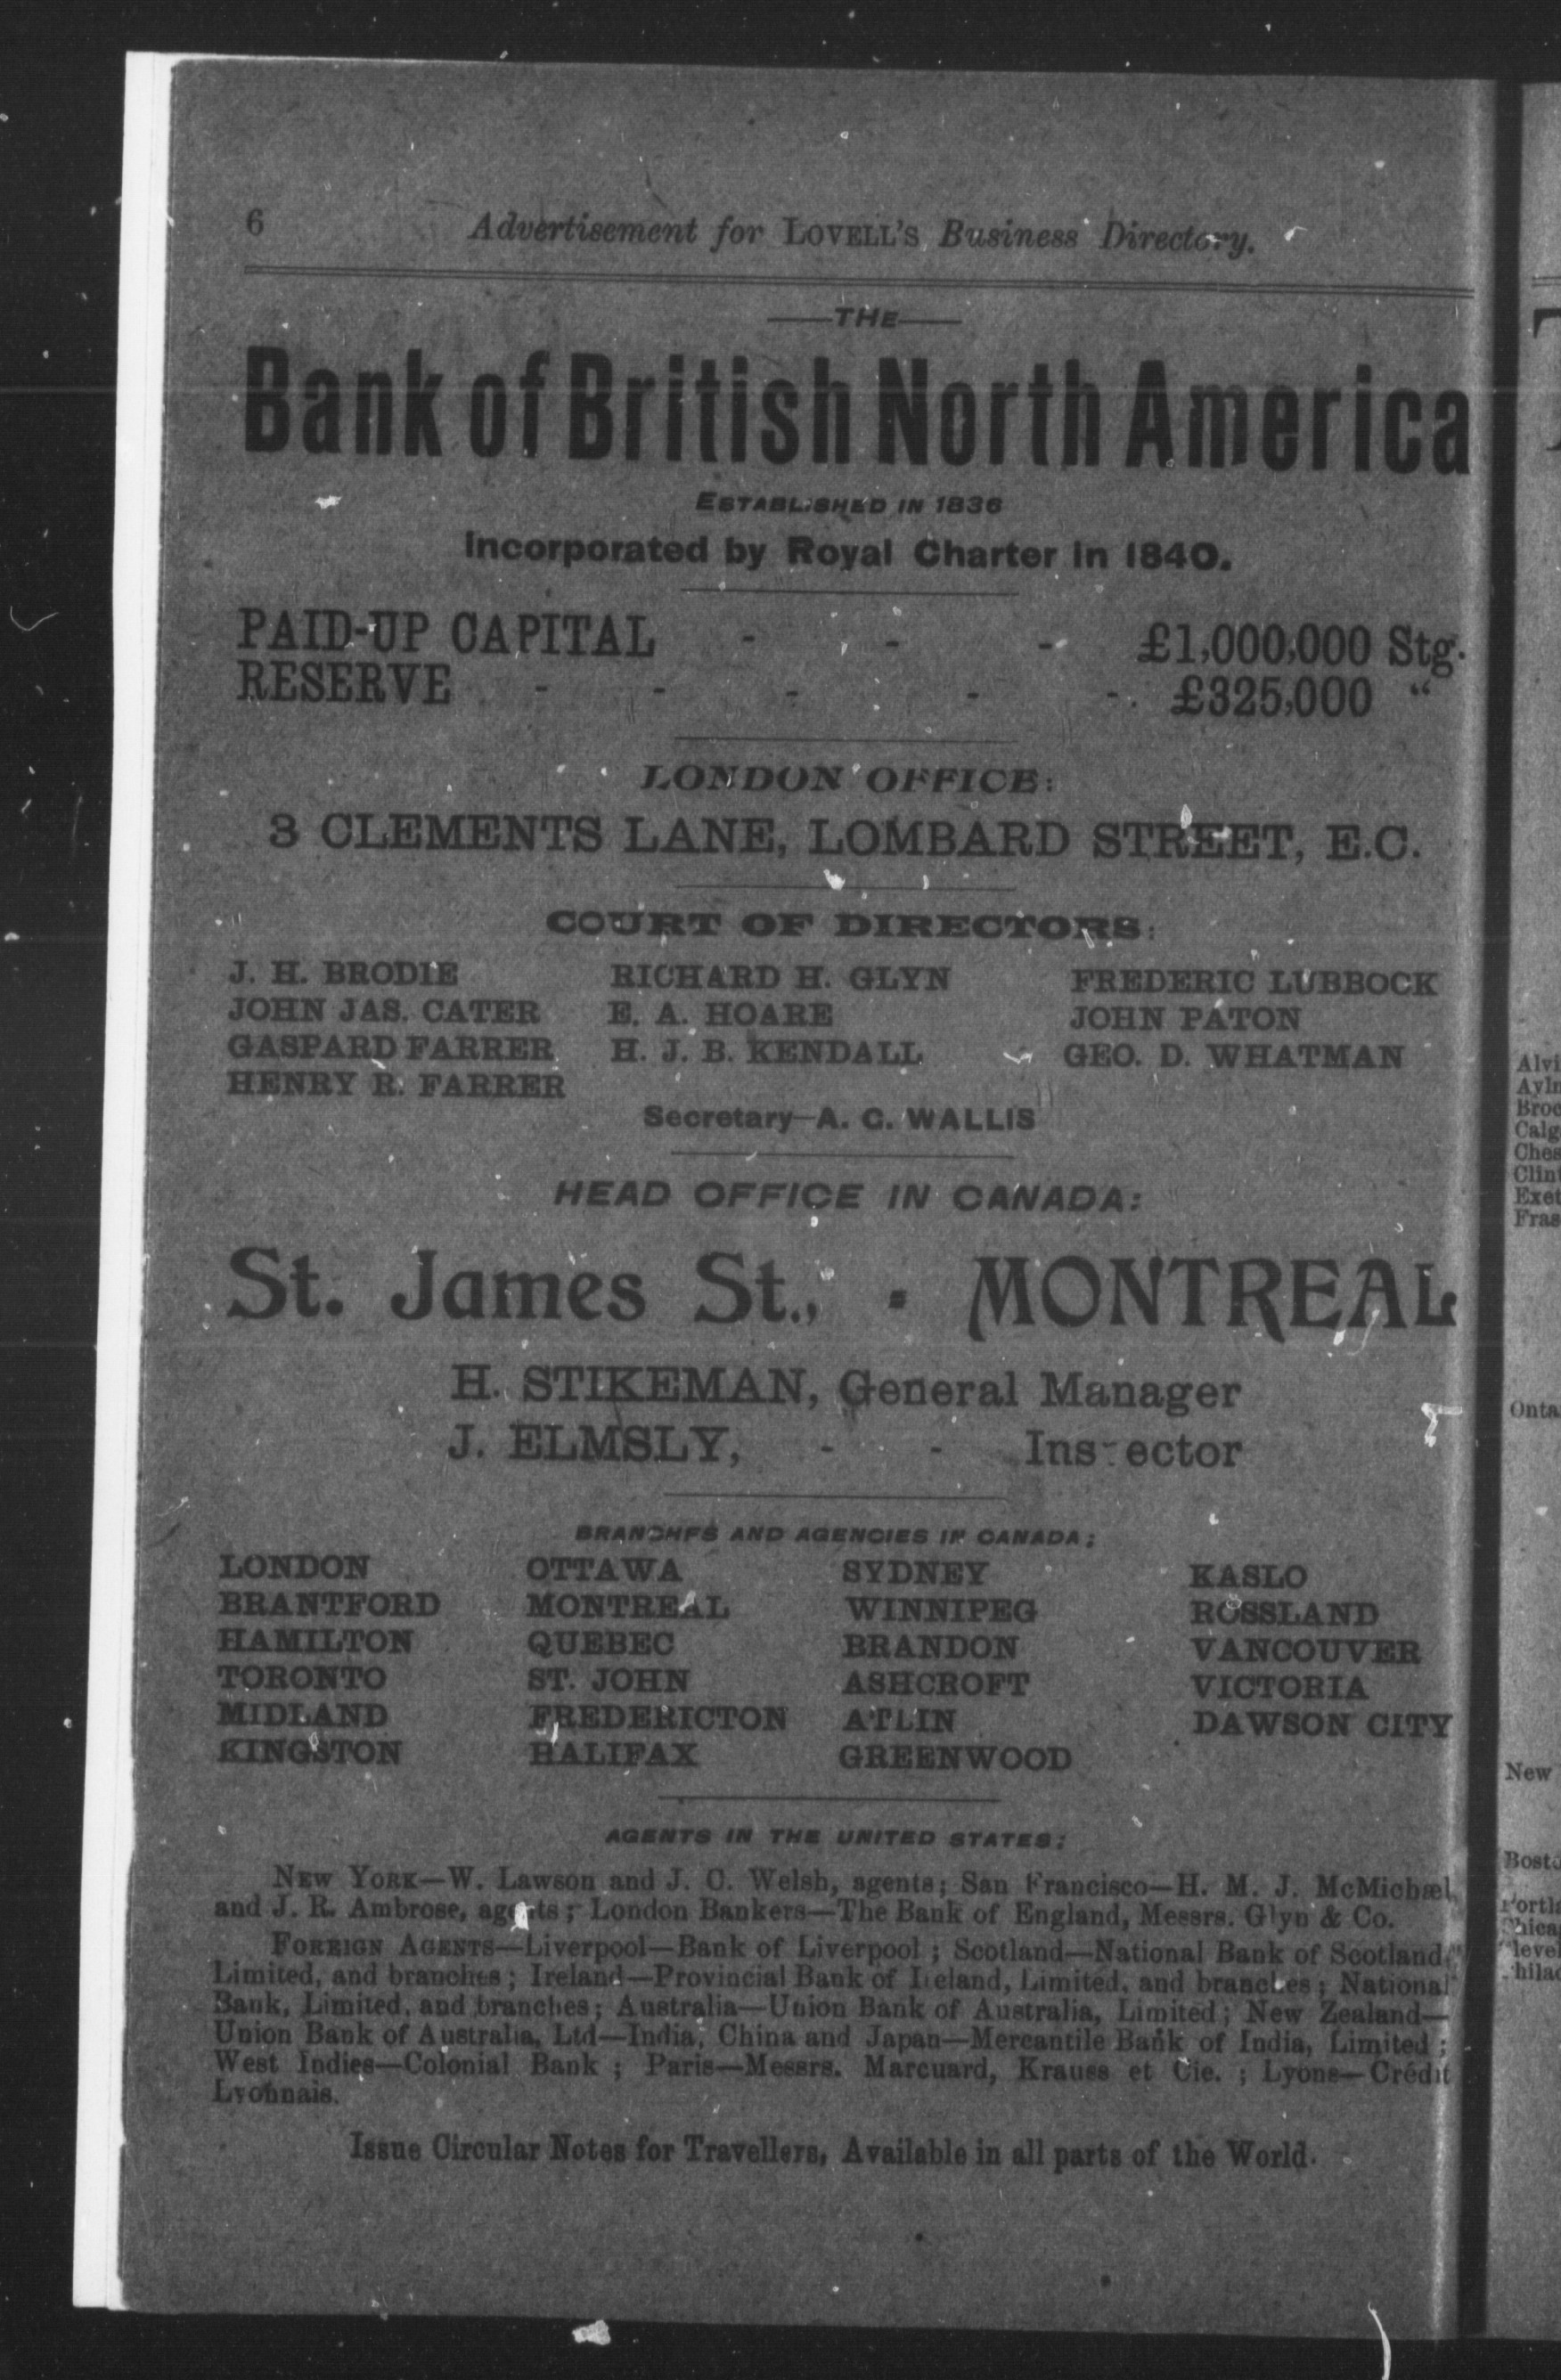 6 Advertisement for LOVELL'S Business Directory.
THE
Bank of British North America
ESTABLISHED IN 1836
Incorporated by Royal Charter in 1840.
PAID-UP CAPITAL - - - £1,000,000 Stg.
RESERVE - - - - - £325,000 "
LONDON OFFICE:
3 CLEMENTS LANE, LOMBARD STREET, E.C.
COURT OF DIRECTORS:
J. H. BRODIE RICHARD H. GLYN FREDERIC LUBBOCK
JOHN JAS. CATER E. A. HOARE JOHN PATON
GASPARD FARRER H. J. B. KENDALL GEO. D. WHATMAN
HENRY R. FARRER
Secretary—A. G. WALLIS
HEAD OFFICE IN CANADA:
St. James St., - MONTREAL
H. STIKEMAN, General Manager
J. ELMSLY, - - Inspector
BRANCHES AND AGENCIES IN CANADA:
LONDON OTTAWA SYDNEY KASLO
BRANTFORD MONTREAL WINNIPEG ROSSLAND
HAMILTON QUEBEC BRANDON VANCOUVER
TORONTO ST. JOHN ASHCROFT VICTORIA
MIDLAND FREDERICTON ATLIN DAWSON CITY
KINGSTON HALIFAX GREENWOOD
AGENTS IN THE UNITED STATES:
NEW YORK—W. Lawson and J. C. Welsh, agents; San Francisco—H. M. J. McMichael
and J. R. Ambrose, agents; London Bankers—The Bank of England, Messrs. Glyn & Co.
FOREIGN AGENTS—Liverpool—Bank of Liverpool; Scotland—National Bank of Scotland,
Limited, and branches; Ireland—Provincial Bank of Ireland, Limited, and branches; National
Bank, Limited, and branches; Australia—Union Bank of Australia, Limited; New Zealand—
Union Bank of Australia, Ltd—India, China and Japan—Mercantile Bank of India, Limited;
West Indies—Colonial Bank; Paris—Messrs. Marcuard, Krauss et Cie.; Lyons—Crédit
Lyonnais.
Issue Circular Notes for Travellers, Available in all parts of the World.
Alvi
Ayln
Broc
Calg
Ches
Clint
Exet
Fras
Onta
New